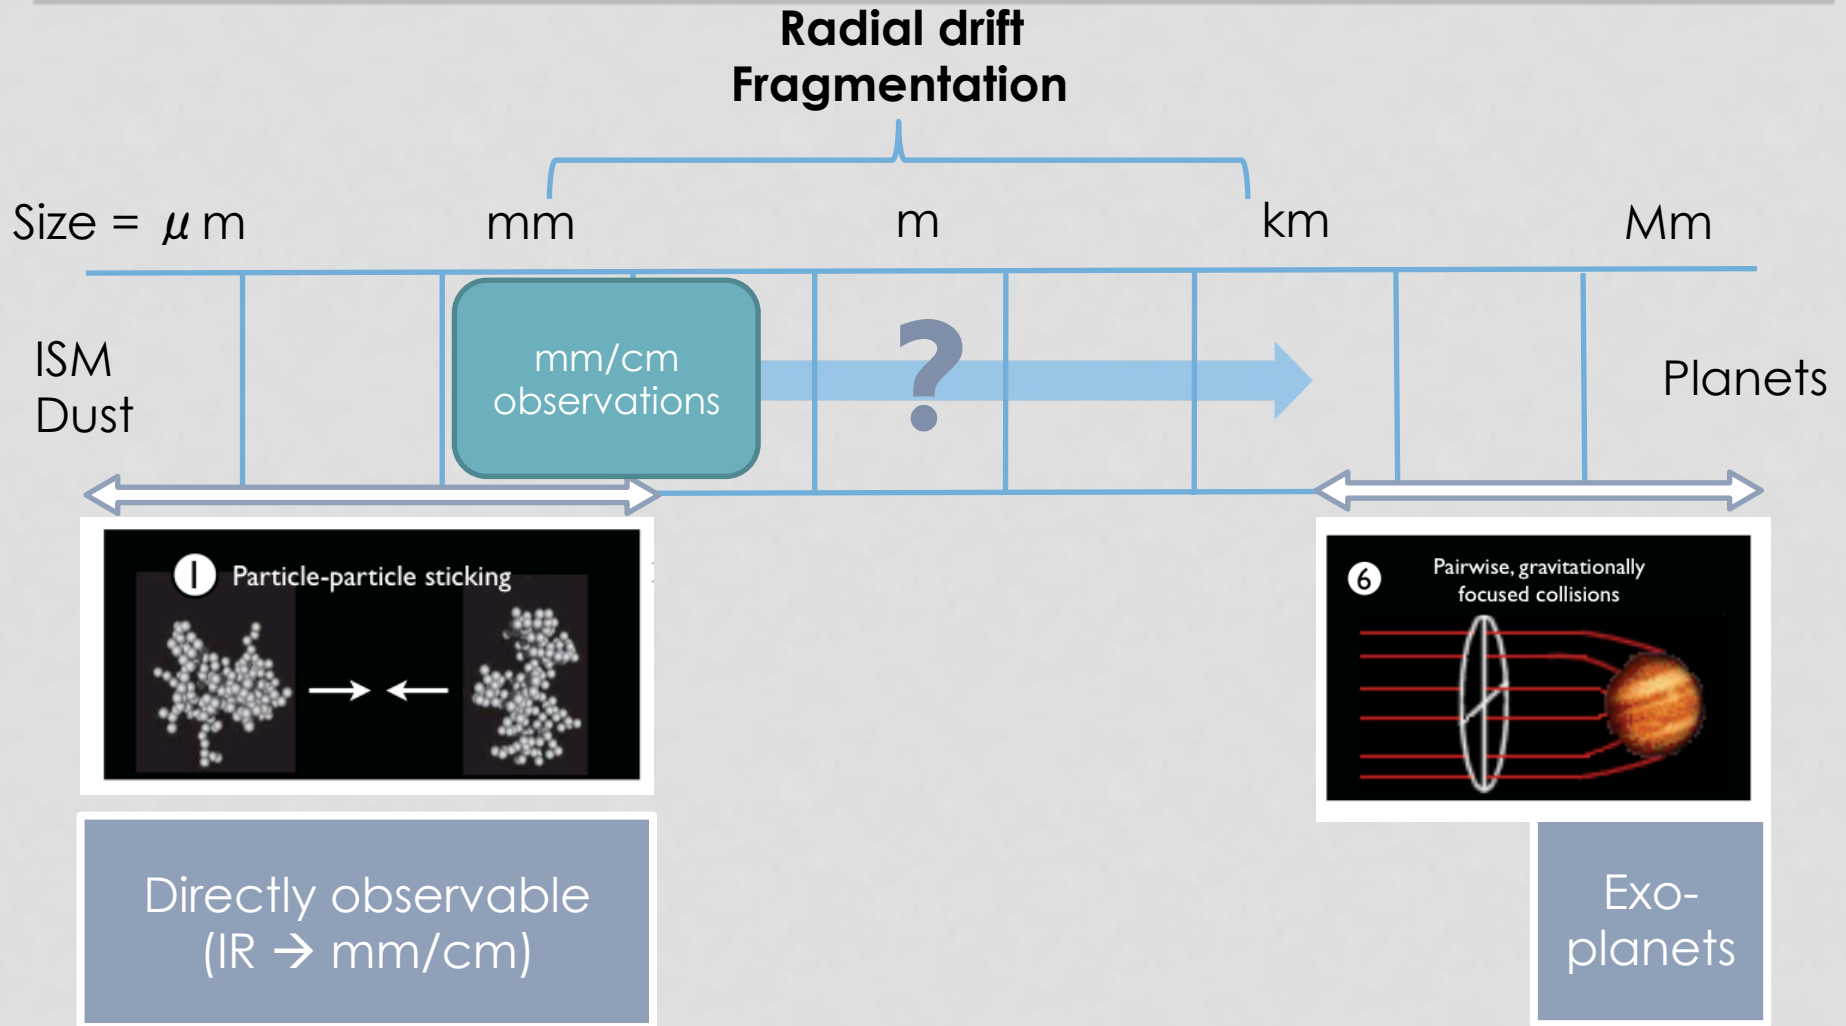 Radial drift
Fragmentation
Size = μ m
mm
m
km
Mm
ISM
Dust
mm/cm
observations
?
Planets
1 Particle-particle sticking
6 Pairwise, gravitationally
focused collisions
Directly observable
(IR → mm/cm)
Exo-
planets